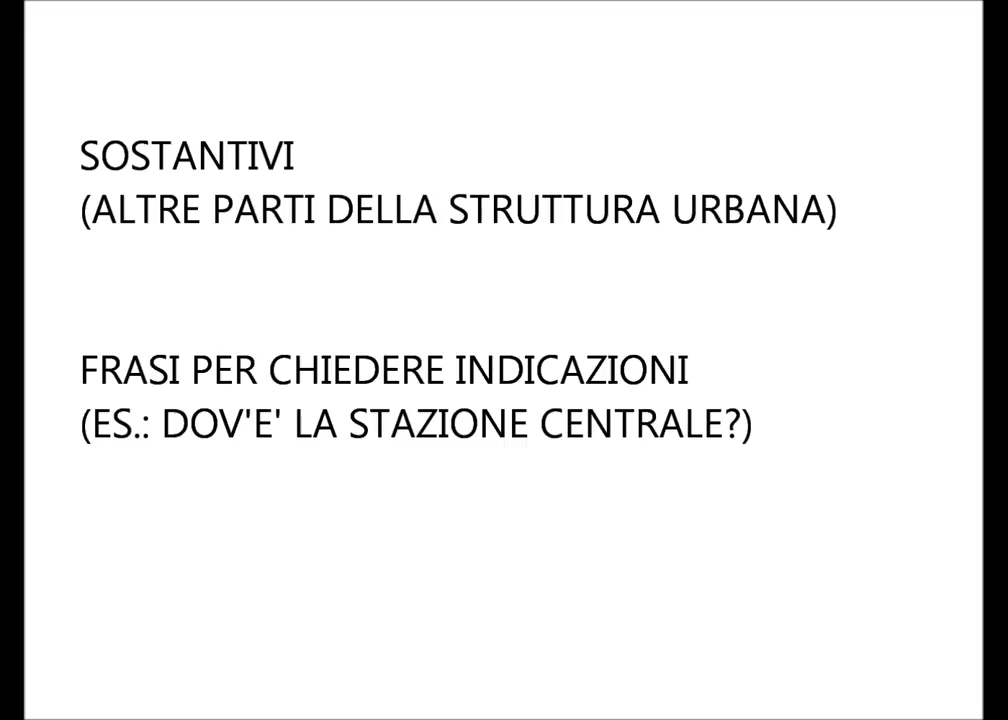 SOSTANTIVI
(ALTRE PARTI DELLA STRUTTURA URBANA)
FRASI PER CHIEDERE INDICAZIONI
(ES.: DOV'E' LA STAZIONE CENTRALE?)